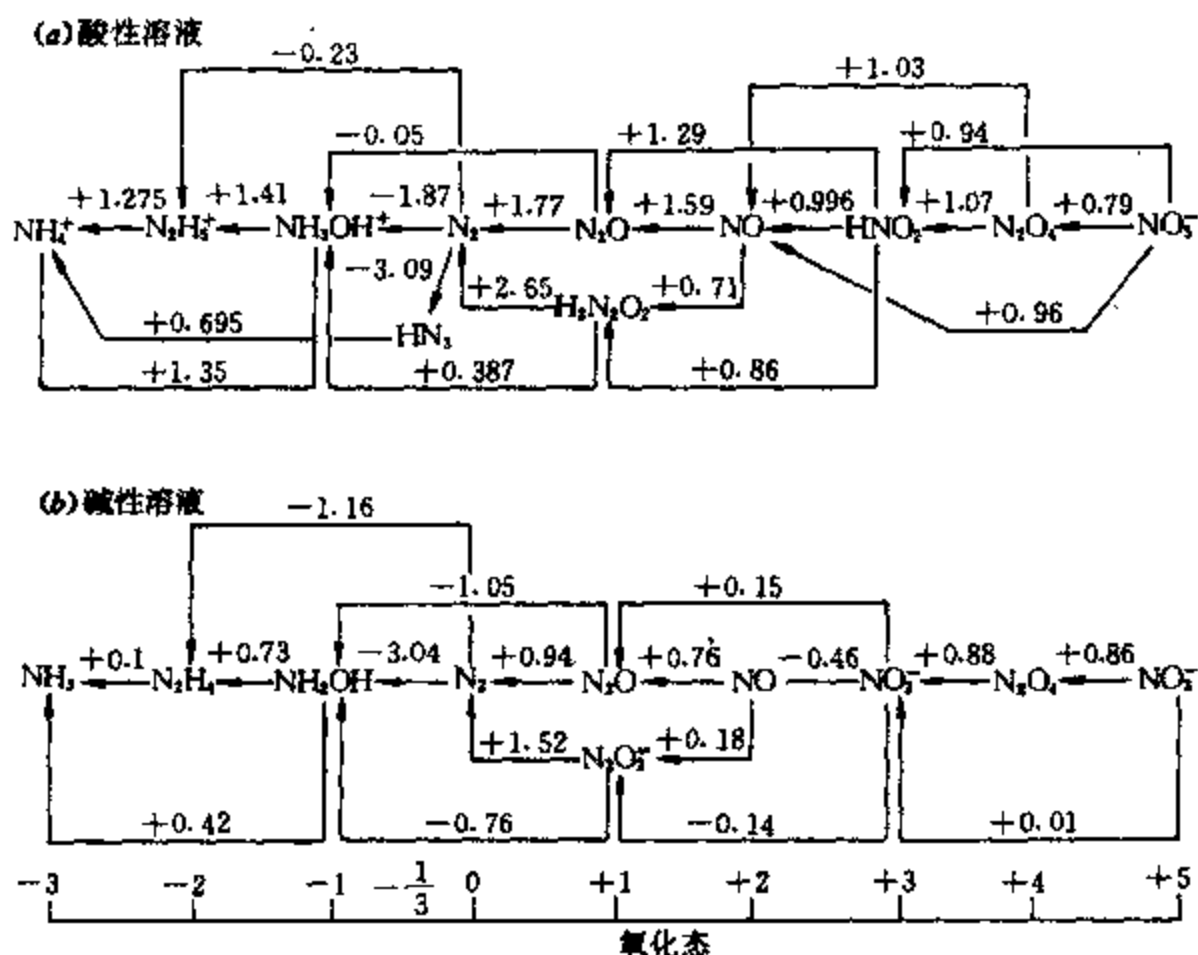 (a)酸性溶液
-0.23
+1.03
-0.05 +1.29 +0.94
+1.275 +1.41 -1.87 +1.77 +1.59 +0.996 +1.07 +0.79
NH₄⁺ N₂H₅⁺ NH₃OH⁺ N₂ N₂O NO HNO₂ N₂O₄ NO₃⁻
-3.09 +2.65 H₂N₂O₂ +0.71
+0.695 HN₃ +0.96
+1.35 +0.387 +0.86
(b)碱性溶液
-1.16
-1.05 +0.15
+0.1 +0.73 -3.04 +0.94 +0.76 -0.46 +0.88 +0.86
NH₃ N₂H₄ NH₂OH N₂ N₂O NO NO₂⁻ N₂O₄ NO₃⁻
+1.52 N₂O₂²⁻ +0.18
+0.42 -0.76 -0.14 +0.01
-3 -2 -1 -1/3 0 +1 +2 +3 +4 +5
氧化态